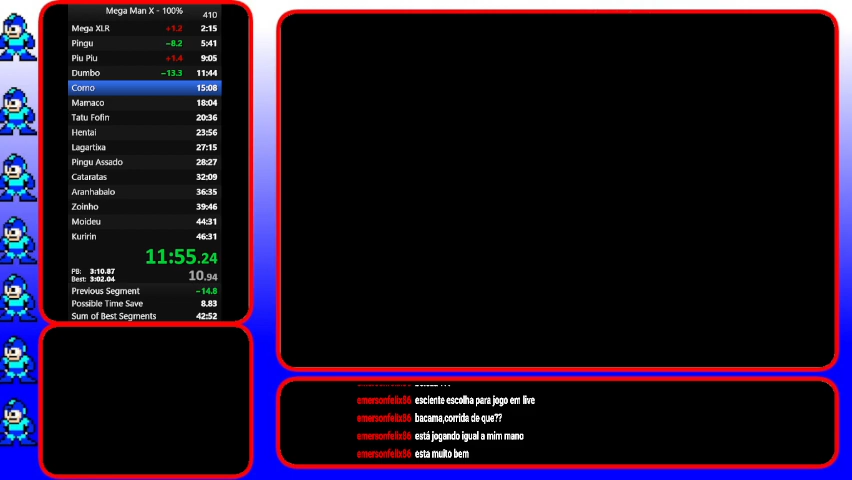 Mega Man X - 100%
410
Mega XLR +1.2 2:15
Pingu −8.2 5:41
Piu Piu +1.4 9:05
Dumbo −13.3 11:44
Corno 15:08
Mamaco 18:04
Tatu Fofin 20:36
Hentai 23:56
Lagartixa 27:15
Pingu Assado 28:27
Cataratas 32:09
Aranhabalo 36:35
Zoinho 39:46
Moideu 44:31
Kuririn 46:31
11:55.24
PB: 3:10.87
Best: 3:02.04
10.94
Previous Segment −14.8
Possible Time Save 8.83
Sum of Best Segments 42:52
emersonfelix86 esciente escolha para jogo em live
emersonfelix86 bacama,corrida de que??
emersonfelix86 está jogando igual a mim mano
emersonfelix86 esta muito bem